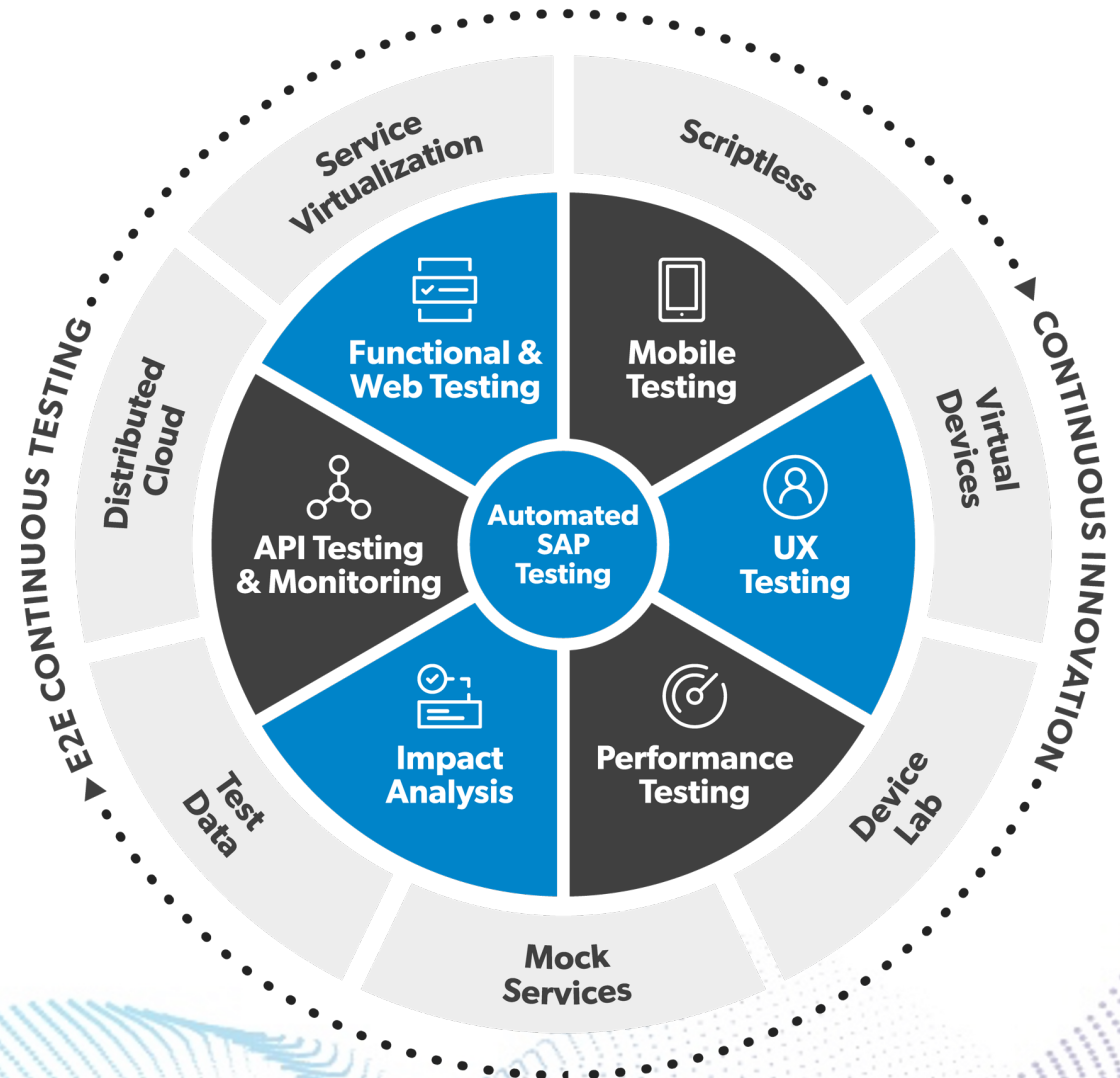 Service
Virtualization
Scriptless
Distributed
Cloud
Virtual
Devices
Test
Data
Device
Lab
Mock
Services
Functional &
Web Testing
Mobile
Testing
API Testing
& Monitoring
UX
Testing
Impact
Analysis
Performance
Testing
Automated
SAP
Testing
E2E CONTINUOUS TESTING
CONTINUOUS INNOVATION